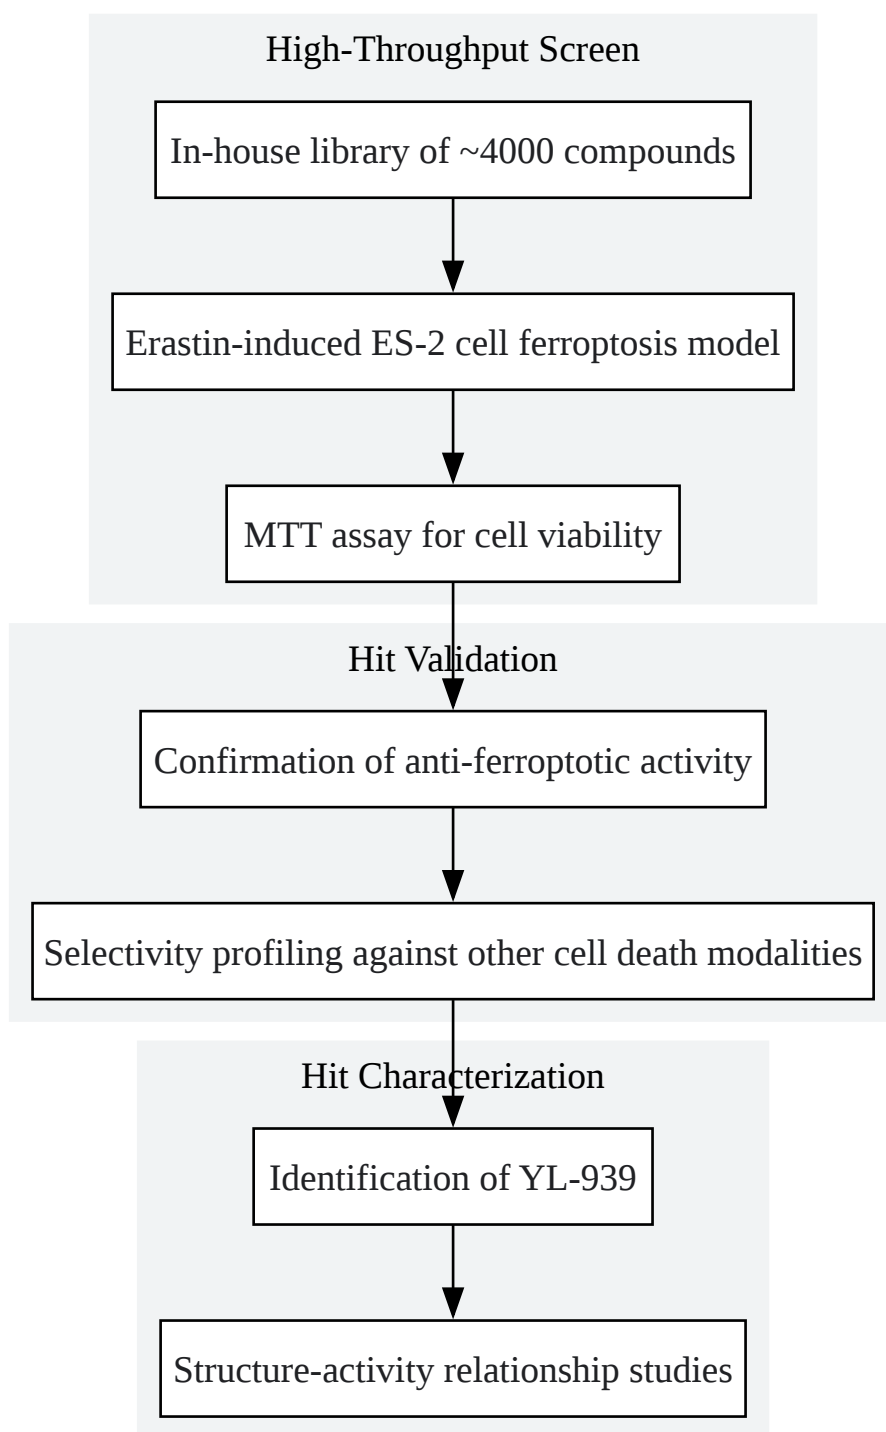 High-Throughput Screen
In-house library of ~4000 compounds
Erastin-induced ES-2 cell ferroptosis model
MTT assay for cell viability
Hit Validation
Confirmation of anti-ferroptotic activity
Selectivity profiling against other cell death modalities
Hit Characterization
Identification of YL-939
Structure-activity relationship studies